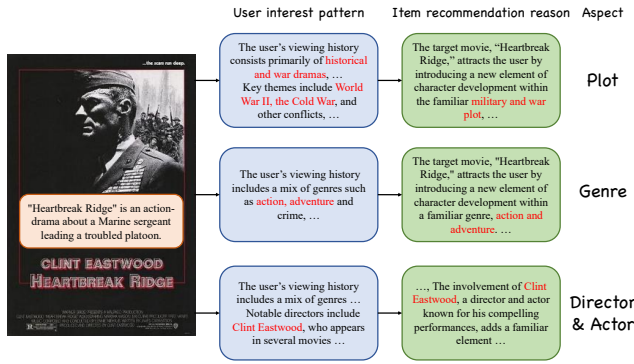 User interest pattern
Item recommendation reason
Aspect
...the scars run deep.
"Heartbreak Ridge" is an action-
drama about a Marine sergeant
leading a troubled platoon.
CLINT EASTWOOD
HEARTBREAK RIDGE
The user's viewing history
consists primarily of historical
and war dramas, …
Key themes include World
War II, the Cold War, and
other conflicts, …
The target movie, “Heartbreak
Ridge,” attracts the user by
introducing a new element of
character development within
the familiar military and war
plot, …
Plot
The user's viewing history
includes a mix of genres such
as action, adventure and
crime, …
The target movie, "Heartbreak
Ridge," attracts the user by
introducing a new element of
character development within
a familiar genre, action and
adventure. …
Genre
The user's viewing history
includes a mix of genres …
Notable directors include
Clint Eastwood, who appears
in several movies …
…, The involvement of Clint
Eastwood, a director and actor
known for his compelling
performances, adds a familiar
element …
Director
& Actor